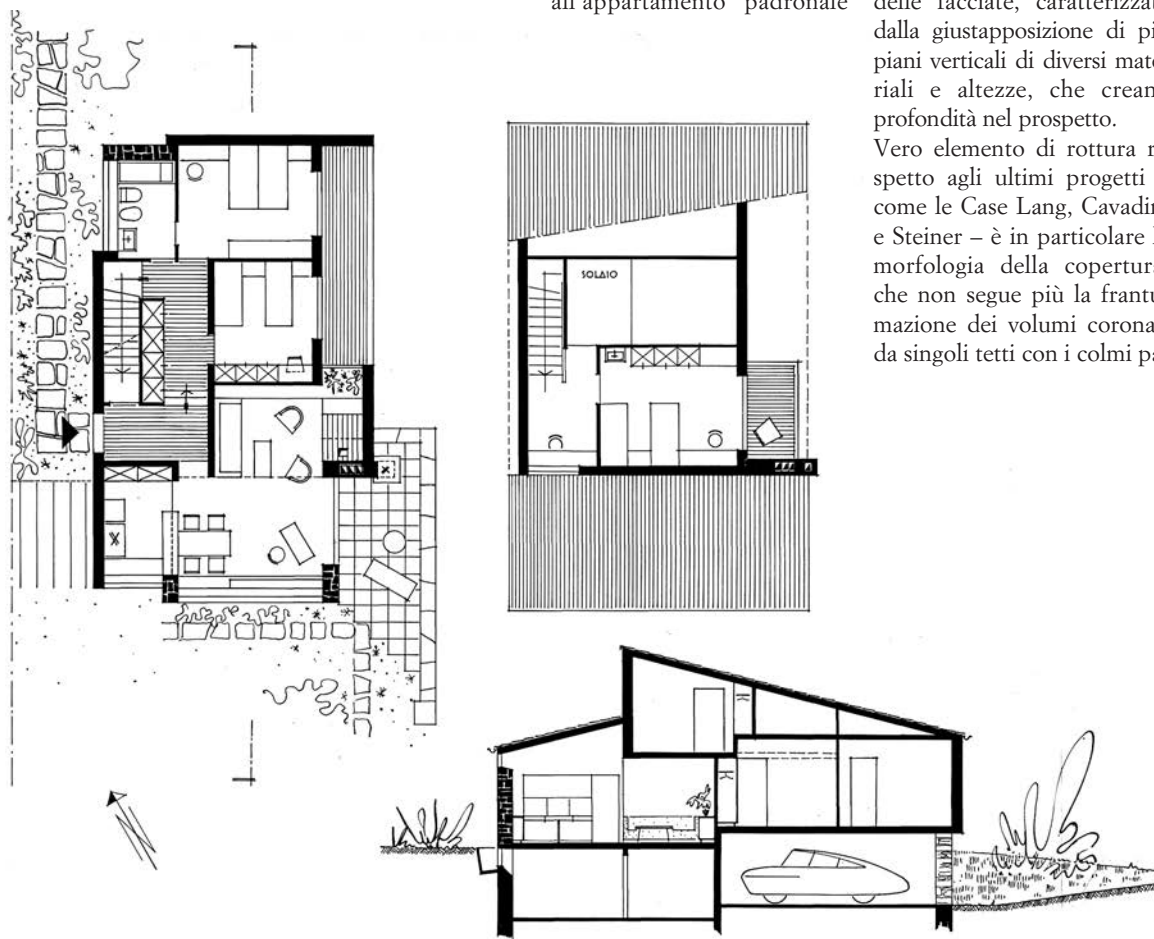 all'appartamento padronale
delle facciate, caratterizzat
dalla giustapposizione di pi
piani verticali di diversi mate
riali e altezze, che crean
profondità nel prospetto.
Vero elemento di rottura r
spetto agli ultimi progetti
come le Case Lang, Cavadin
e Steiner – è in particolare l
morfologia della copertura
che non segue più la frantu
mazione dei volumi corona
da singoli tetti con i colmi pa
SOLAIO
K
K